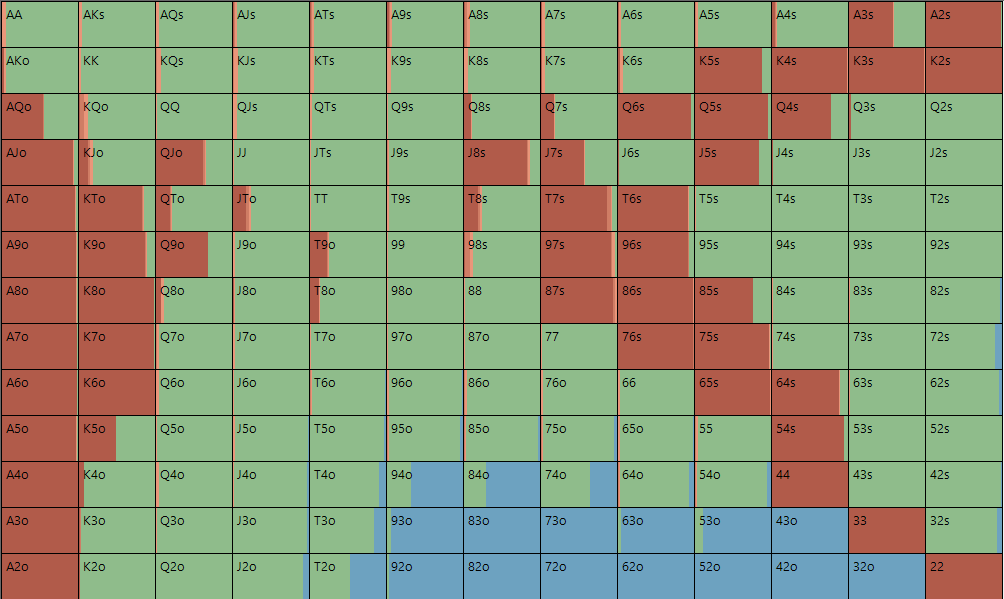 AA AKs AQs AJs ATs A9s A8s A7s A6s A5s A4s A3s A2s
AKo KK KQs KJs KTs K9s K8s K7s K6s K5s K4s K3s K2s
AQo KQo QQ QJs QTs Q9s Q8s Q7s Q6s Q5s Q4s Q3s Q2s
AJo KJo QJo JJ JTs J9s J8s J7s J6s J5s J4s J3s J2s
ATo KTo QTo JTo TT T9s T8s T7s T6s T5s T4s T3s T2s
A9o K9o Q9o J9o T9o 99 98s 97s 96s 95s 94s 93s 92s
A8o K8o Q8o J8o T8o 98o 88 87s 86s 85s 84s 83s 82s
A7o K7o Q7o J7o T7o 97o 87o 77 76s 75s 74s 73s 72s
A6o K6o Q6o J6o T6o 96o 86o 76o 66 65s 64s 63s 62s
A5o K5o Q5o J5o T5o 95o 85o 75o 65o 55 54s 53s 52s
A4o K4o Q4o J4o T4o 94o 84o 74o 64o 54o 44 43s 42s
A3o K3o Q3o J3o T3o 93o 83o 73o 63o 53o 43o 33 32s
A2o K2o Q2o J2o T2o 92o 82o 72o 62o 52o 42o 32o 22